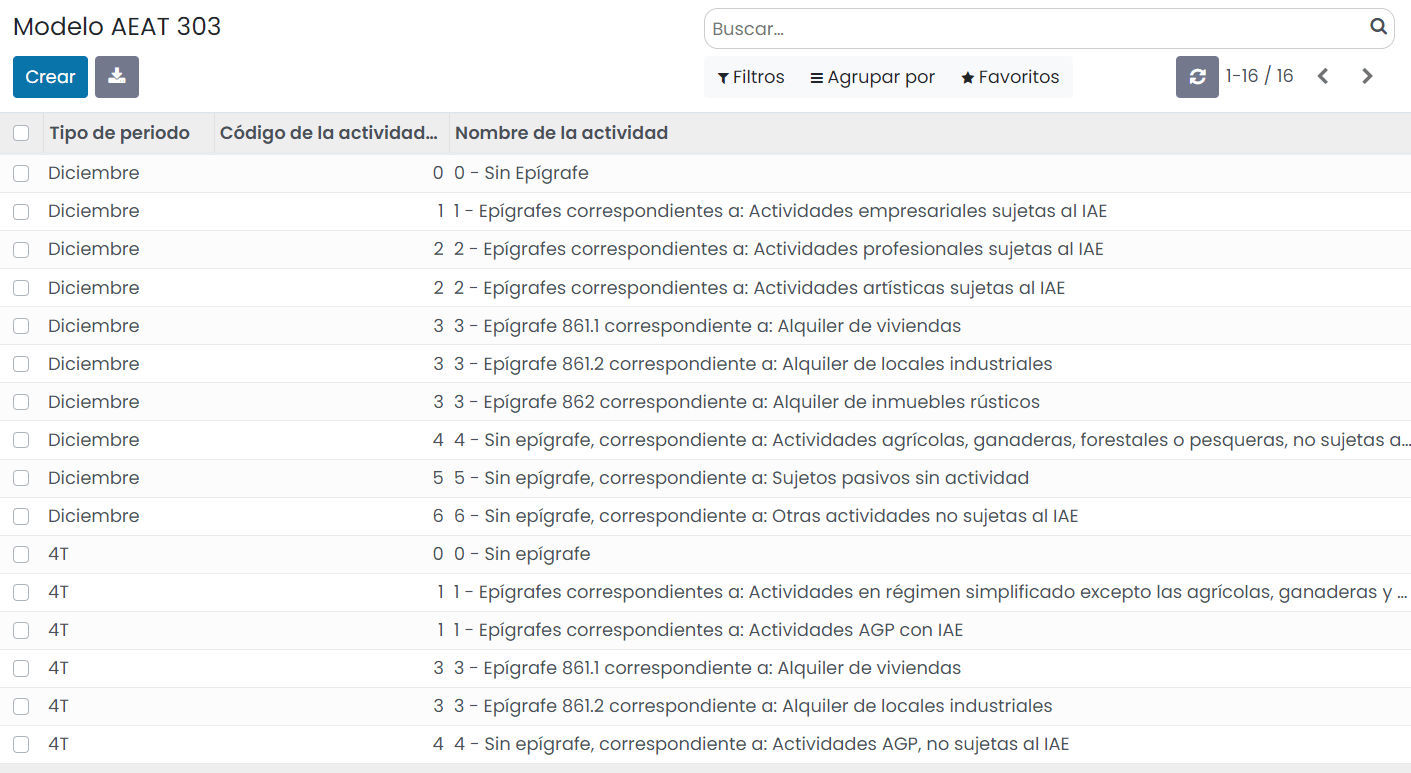 Modelo AEAT 303
Buscar...
Crear
Filtros Agrupar por Favoritos 1-16 / 16
Tipo de periodo Código de la actividad... Nombre de la actividad
Diciembre 0 0 - Sin Epígrafe
Diciembre 1 1 - Epígrafes correspondientes a: Actividades empresariales sujetas al IAE
Diciembre 2 2 - Epígrafes correspondientes a: Actividades profesionales sujetas al IAE
Diciembre 2 2 - Epígrafes correspondientes a: Actividades artísticas sujetas al IAE
Diciembre 3 3 - Epígrafe 861.1 correspondiente a: Alquiler de viviendas
Diciembre 3 3 - Epígrafe 861.2 correspondiente a: Alquiler de locales industriales
Diciembre 3 3 - Epígrafe 862 correspondiente a: Alquiler de inmuebles rústicos
Diciembre 4 4 - Sin epígrafe, correspondiente a: Actividades agrícolas, ganaderas, forestales o pesqueras, no sujetas a...
Diciembre 5 5 - Sin epígrafe, correspondiente a: Sujetos pasivos sin actividad
Diciembre 6 6 - Sin epígrafe, correspondiente a: Otras actividades no sujetas al IAE
4T 0 0 - Sin epígrafe
4T 1 1 - Epígrafes correspondientes a: Actividades en régimen simplificado excepto las agrícolas, ganaderas y ...
4T 1 1 - Epígrafes correspondientes a: Actividades AGP con IAE
4T 3 3 - Epígrafe 861.1 correspondiente a: Alquiler de viviendas
4T 3 3 - Epígrafe 861.2 correspondiente a: Alquiler de locales industriales
4T 4 4 - Sin epígrafe, correspondiente a: Actividades AGP, no sujetas al IAE